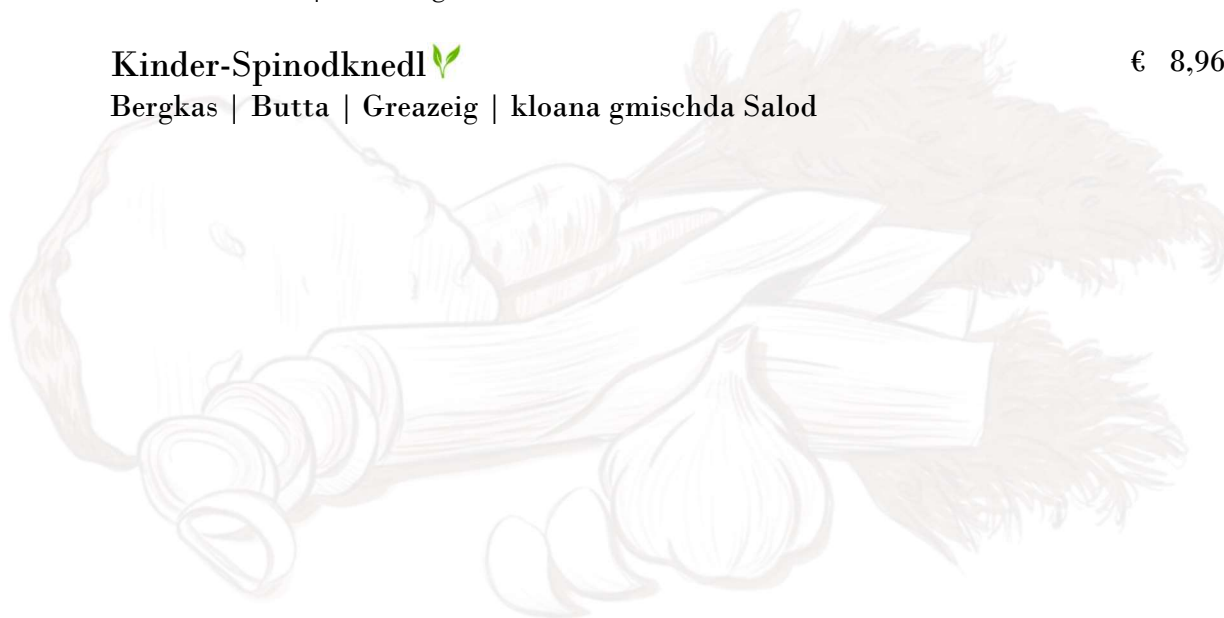 Kinder-Spinodknedl🌱 € 8,96
Bergkas | Butta | Greazeig | kloana gmischda Salod